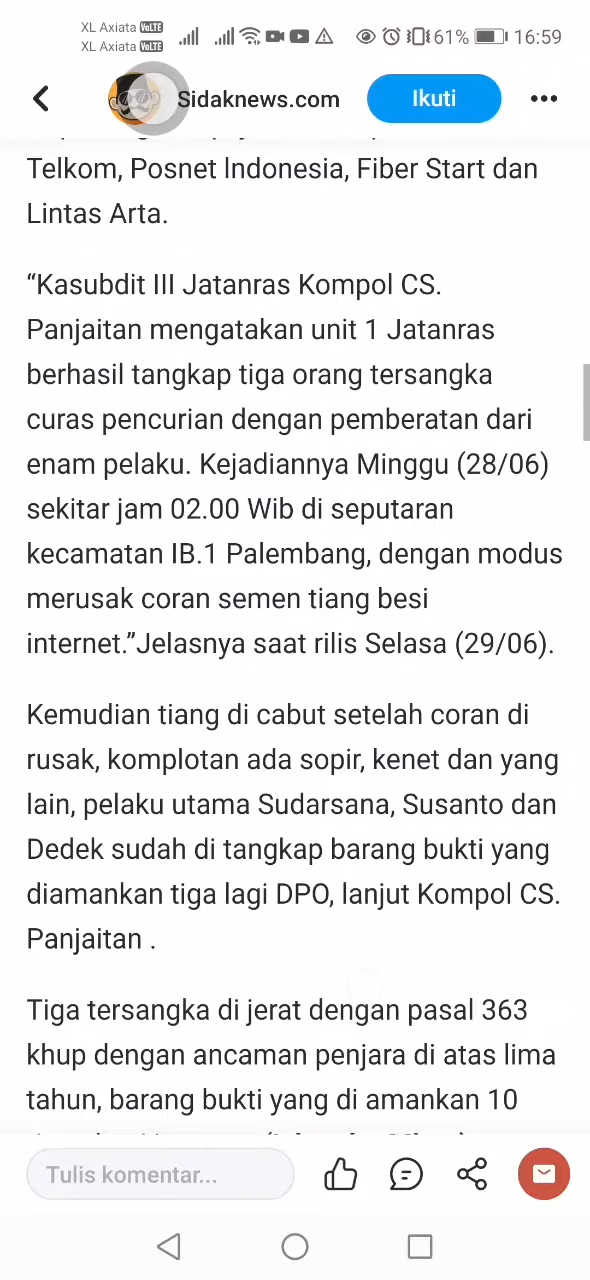 XL Axiata VoLTE
XL Axiata VoLTE
61% 16:59
Sidaknews.com Ikuti
Telkom, Posnet Indonesia, Fiber Start dan
Lintas Arta.
“Kasubdit III Jatanras Kompol CS.
Panjaitan mengatakan unit 1 Jatanras
berhasil tangkap tiga orang tersangka
curas pencurian dengan pemberatan dari
enam pelaku. Kejadiannya Minggu (28/06)
sekitar jam 02.00 Wib di seputaran
kecamatan IB.1 Palembang, dengan modus
merusak coran semen tiang besi
internet.”Jelasnya saat rilis Selasa (29/06).
Kemudian tiang di cabut setelah coran di
rusak, komplotan ada sopir, kenet dan yang
lain, pelaku utama Sudarsana, Susanto dan
Dedek sudah di tangkap barang bukti yang
diamankan tiga lagi DPO, lanjut Kompol CS.
Panjaitan .
Tiga tersangka di jerat dengan pasal 363
khup dengan ancaman penjara di atas lima
tahun, barang bukti yang di amankan 10
Tulis komentar...